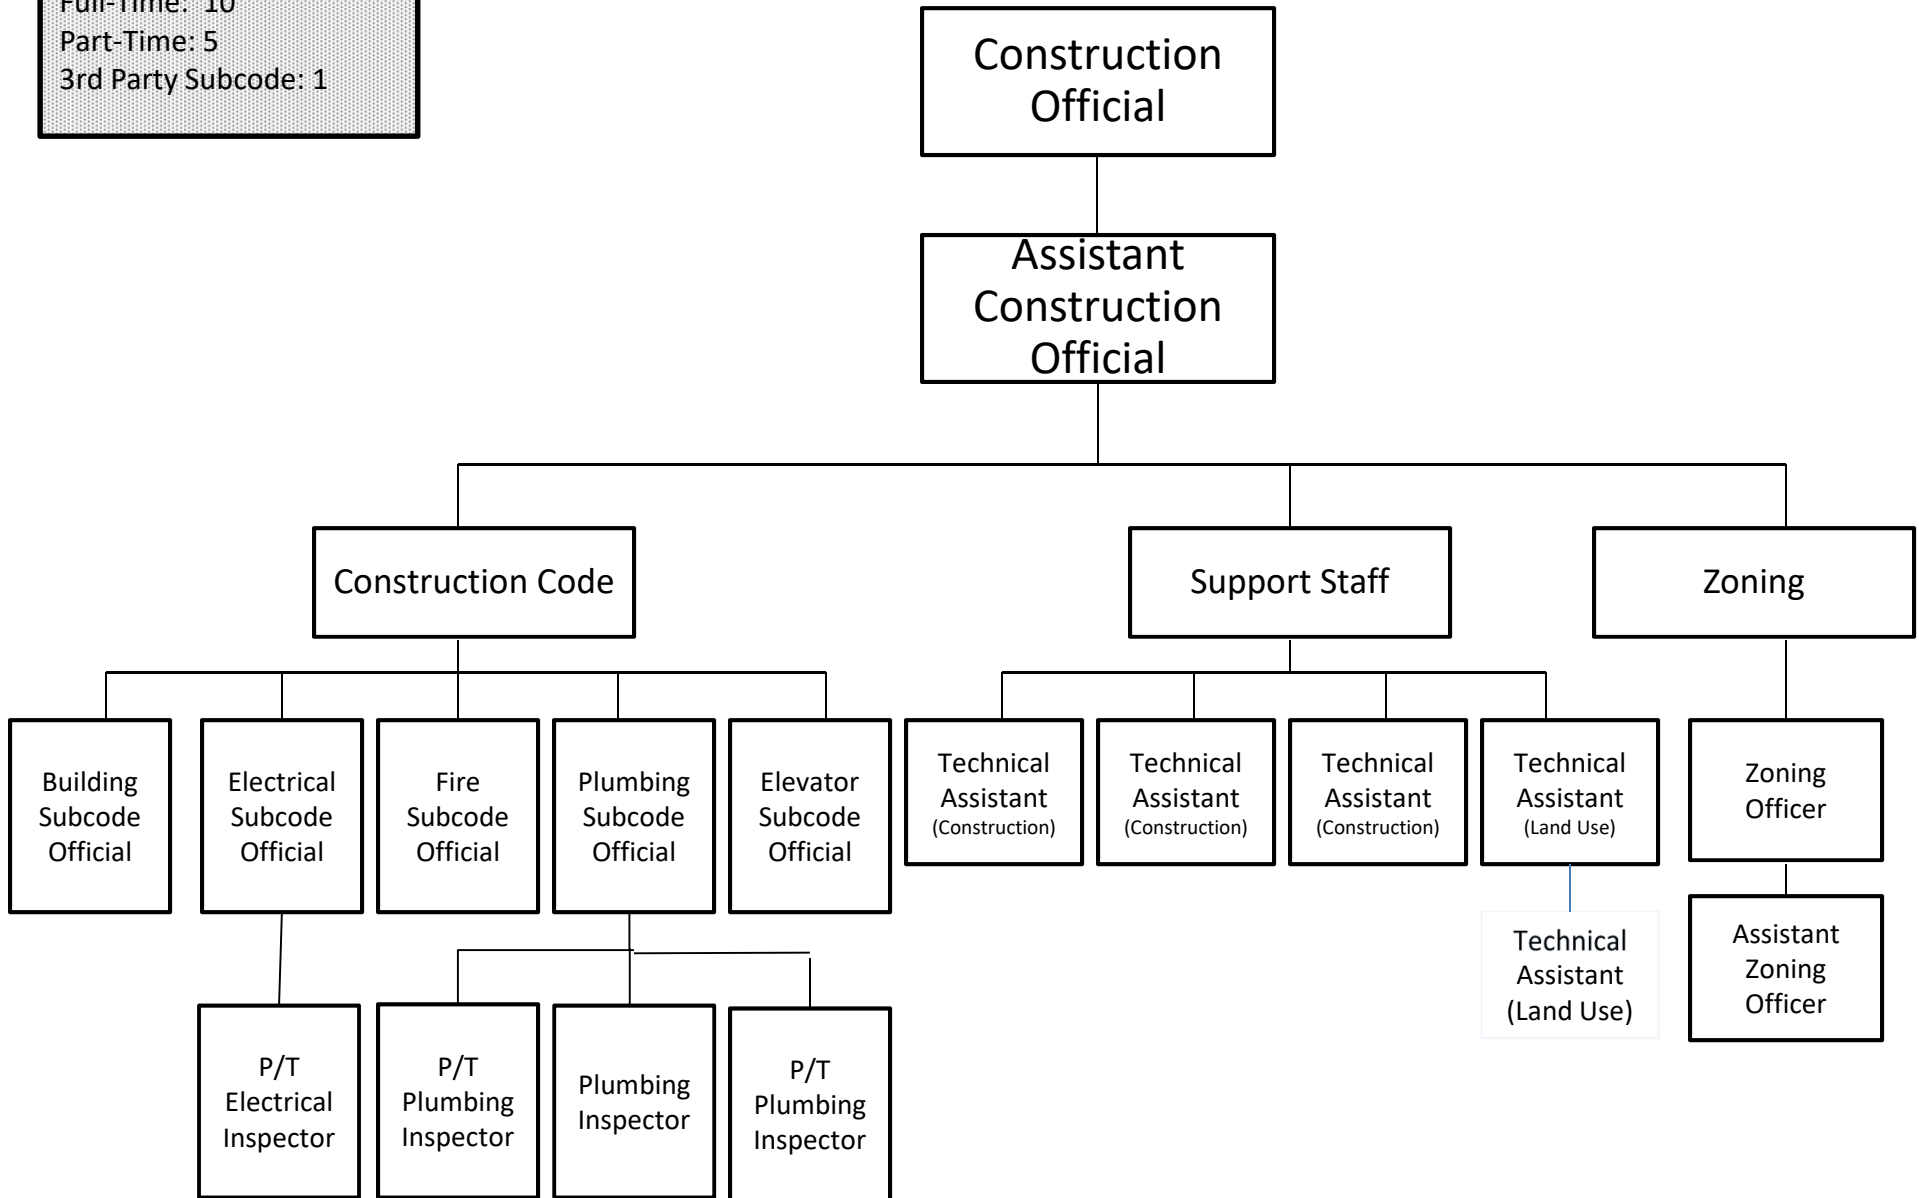 Full-Time: 10
Part-Time: 5
3rd Party Subcode: 1
Construction
Official
Assistant
Construction
Official
Construction Code
Support Staff
Zoning
Building
Subcode
Official
Electrical
Subcode
Official
Fire
Subcode
Official
Plumbing
Subcode
Official
Elevator
Subcode
Official
Technical
Assistant
(Construction)
Technical
Assistant
(Construction)
Technical
Assistant
(Construction)
Technical
Assistant
(Land Use)
Zoning
Officer
Technical
Assistant
(Land Use)
Assistant
Zoning
Officer
P/T
Electrical
Inspector
P/T
Plumbing
Inspector
Plumbing
Inspector
P/T
Plumbing
Inspector